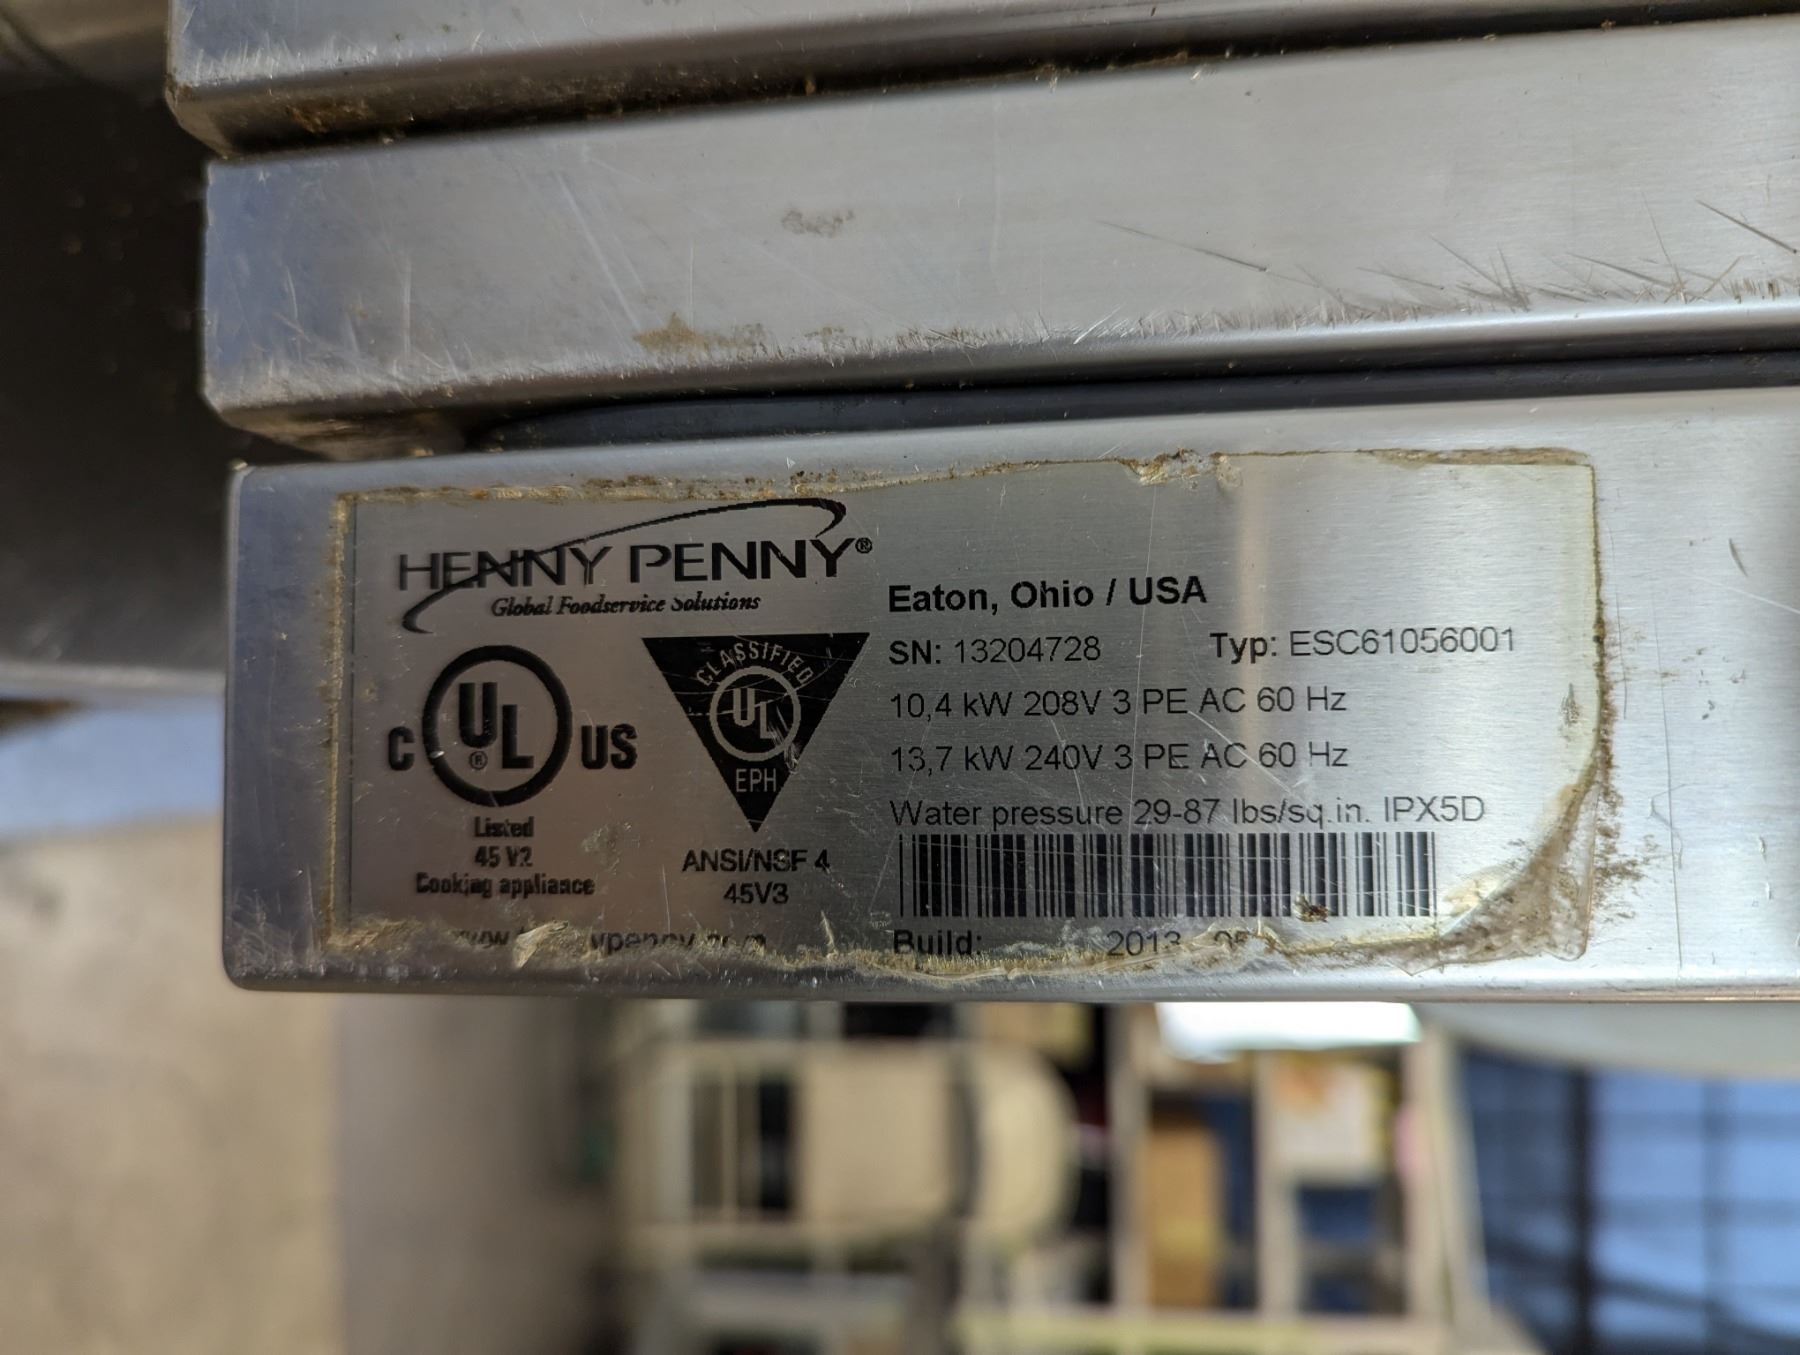 HENNY PENNY®
Global Foodservice Solutions
Eaton, Ohio / USA
SN: 13204728 Typ: ESC61056001
10,4 kW 208V 3 PE AC 60 Hz
13,7 kW 240V 3 PE AC 60 Hz
Water pressure 29-87 lbs/sq.in. IPX5D
C UL® US
Listed
45 V2
Cooking appliance
CLASSIFIED
UL
EPH
ANSI/NSF 4
45V3
Build: 2013